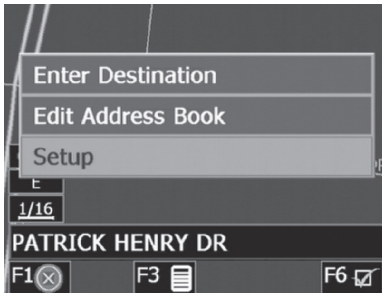 Enter Destination
Edit Address Book
Setup
E
1/16
PATRICK HENRY DR
F1 F3 F6